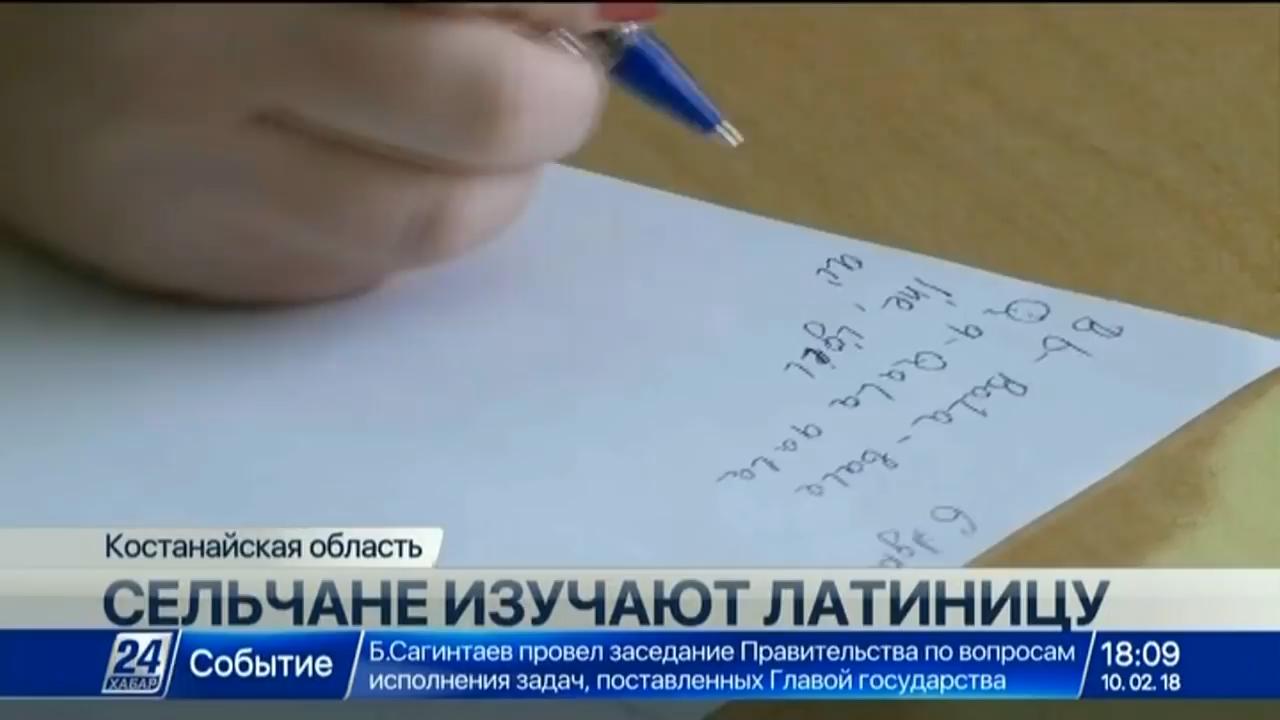 Bb - Bala - bala
Qq - Qala qala
Костанайская область
СЕЛЬЧАНЕ ИЗУЧАЮТ ЛАТИНИЦУ
24
ХАБАР
Событие
Б.Сагинтаев провел заседание Правительства по вопросам
исполнения задач, поставленных Главой государства
18:09
10. 02. 18